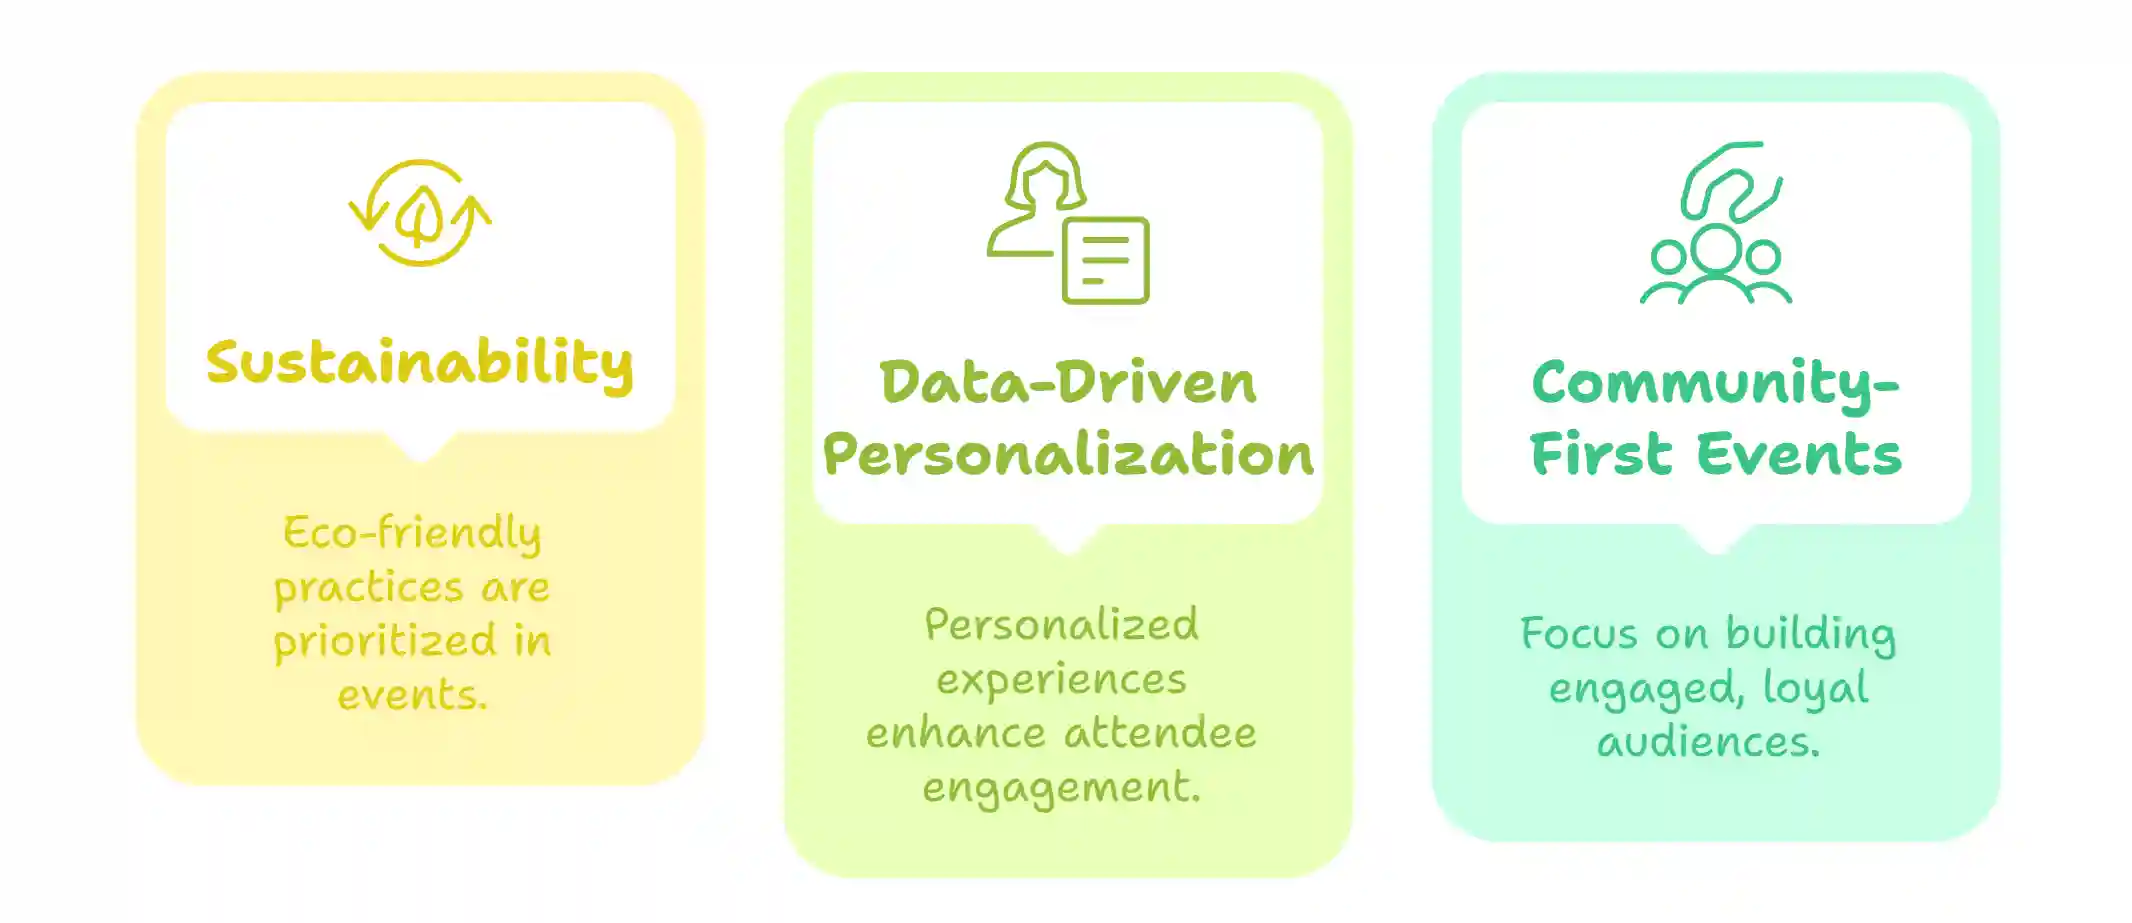 Sustainability
Eco-friendly
practices are
prioritized in
events.
Data-Driven
Personalization
Personalized
experiences
enhance attendee
engagement.
Community-
First Events
Focus on building
engaged, loyal
audiences.